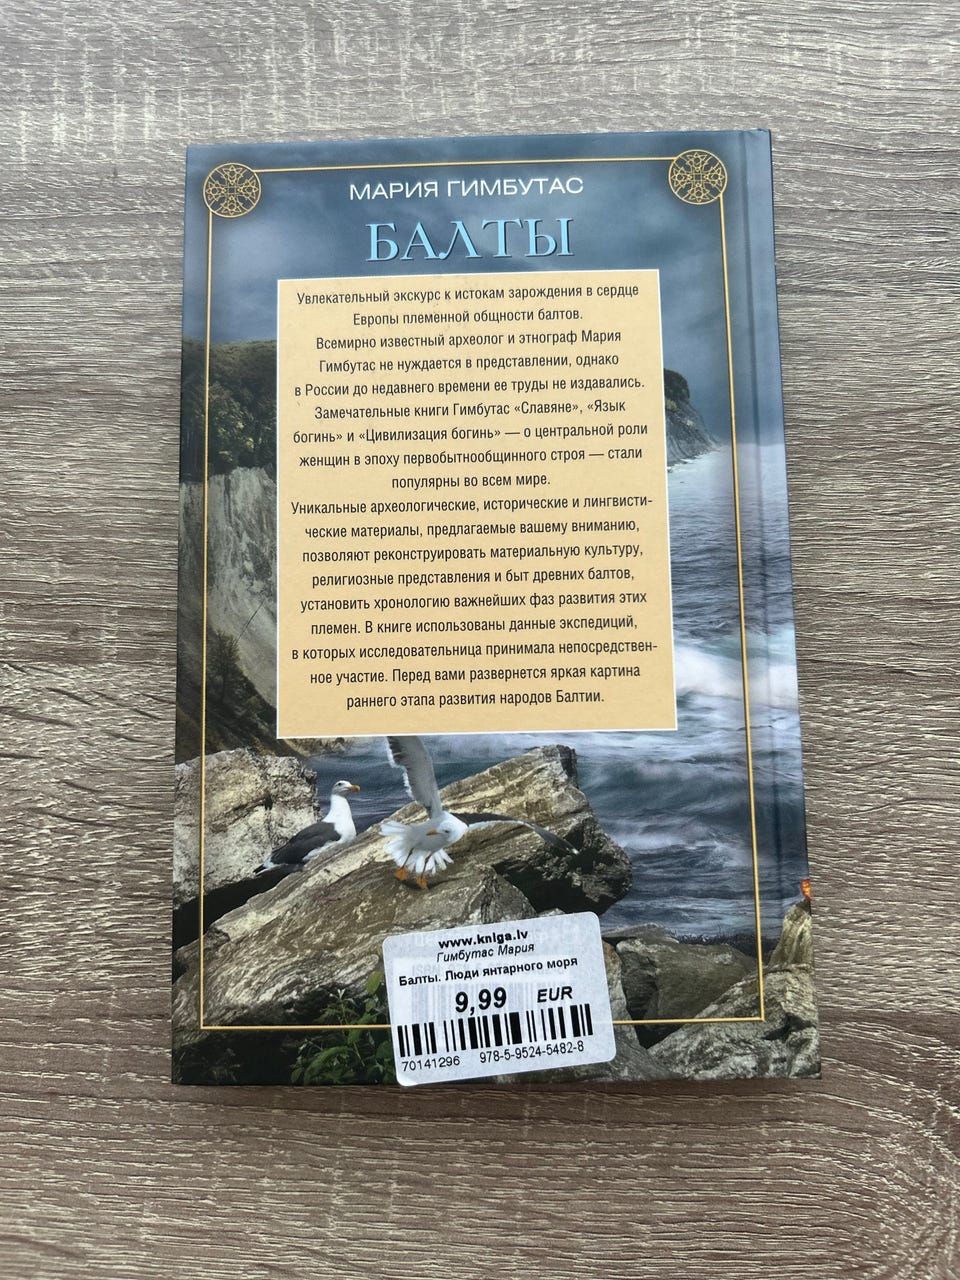 МАРИЯ ГИМБУТАС
БАЛТЫ
Увлекательный экскурс к истокам зарождения в сердце
Европы племенной общности балтов.
Всемирно известный археолог и этнограф Мария
Гимбутас не нуждается в представлении, однако
в России до недавнего времени ее труды не издавались.
Замечательные книги Гимбутас «Славяне», «Язык
богинь» и «Цивилизация богинь» — о центральной роли
женщин в эпоху первобытнообщинного строя — стали
популярны во всем мире.
Уникальные археологические, исторические и лингвисти-
ческие материалы, предлагаемые вашему вниманию,
позволяют реконструировать материальную культуру,
религиозные представления и быт древних балтов,
установить хронологию важнейших фаз развития этих
племен. В книге использованы данные экспедиций,
в которых исследовательница принимала непосредствен-
ное участие. Перед вами развернется яркая картина
раннего этапа развития народов Балтии.
www.kniga.lv
Гимбутас Мария
Балты. Люди янтарного моря
9,99 EUR
70141296 978-5-9524-5482-8